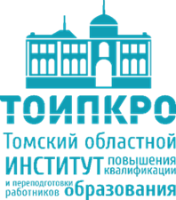 ТОИПКРО
Томский областной
ИНСТИТУТ повышения квалификации
и переподготовки работников образования